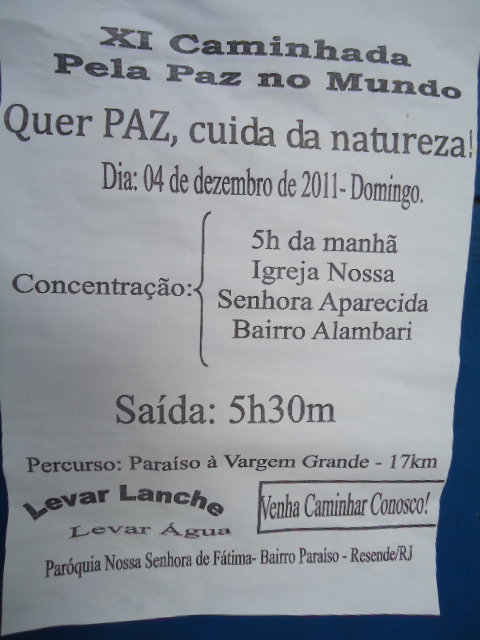 XI Caminhada
Pela Paz no Mundo
Quer PAZ, cuida da natureza!
Dia: 04 de dezembro de 2011- Domingo.
Concentração:
5h da manhã
Igreja Nossa
Senhora Aparecida
Bairro Alambari
Saída: 5h30m
Percurso: Paraíso à Vargem Grande - 17km
Levar Lanche
Levar Água
Venha Caminhar Conosco!
Paróquia Nossa Senhora de Fátima- Bairro Paraíso - Resende/RJ